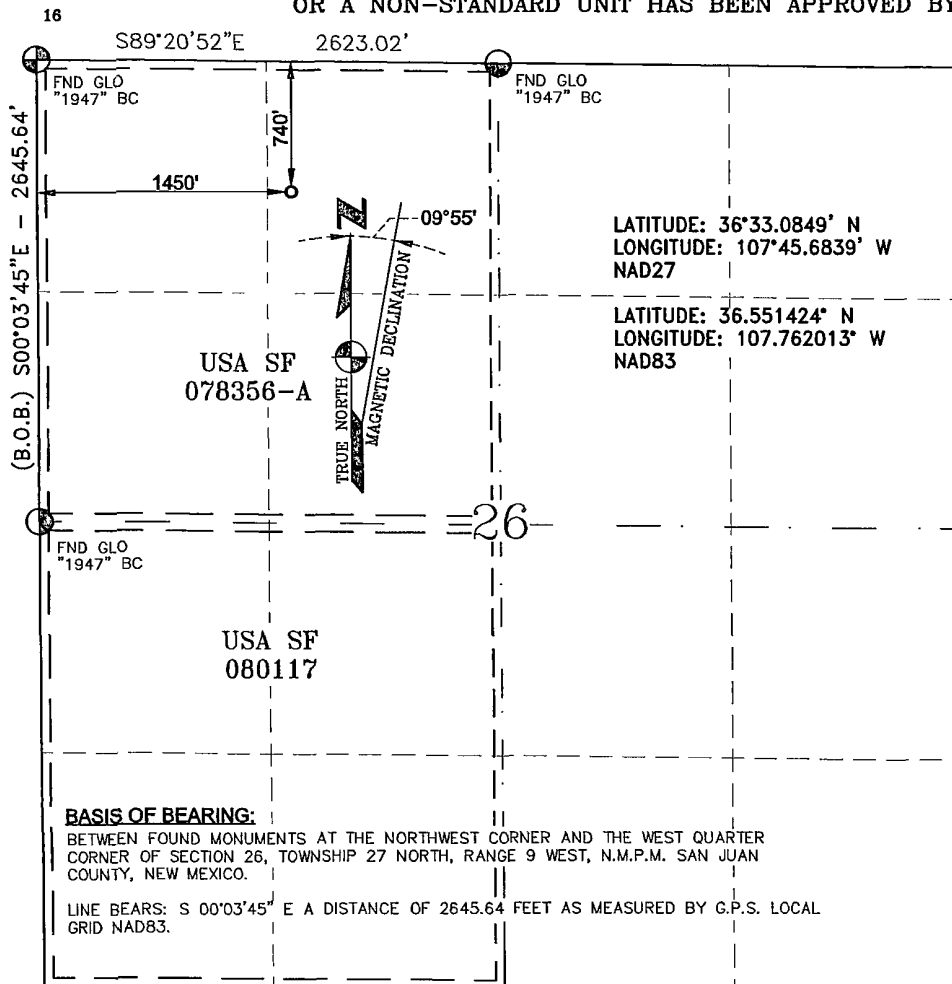 OR A NON-STANDARD UNIT HAS BEEN APPROVED BY
16
S89°20'52"E 2623.02'
FND GLO
"1947" BC
FND GLO
"1947" BC
(B.O.B.) S00°03'45"E - 2645.64'
740'
1450'
N
09°55'
TRUE NORTH
MAGNETIC DECLINATION
LATITUDE: 36°33.0849' N
LONGITUDE: 107°45.6839' W
NAD27
LATITUDE: 36.551424° N
LONGITUDE: 107.762013° W
NAD83
USA SF
078356-A
26
FND GLO
"1947" BC
USA SF
080117
BASIS OF BEARING:
BETWEEN FOUND MONUMENTS AT THE NORTHWEST CORNER AND THE WEST QUARTER
CORNER OF SECTION 26, TOWNSHIP 27 NORTH, RANGE 9 WEST, N.M.P.M. SAN JUAN
COUNTY, NEW MEXICO.
LINE BEARS: S 00°03'45" E A DISTANCE OF 2645.64 FEET AS MEASURED BY G.P.S. LOCAL
GRID NAD83.